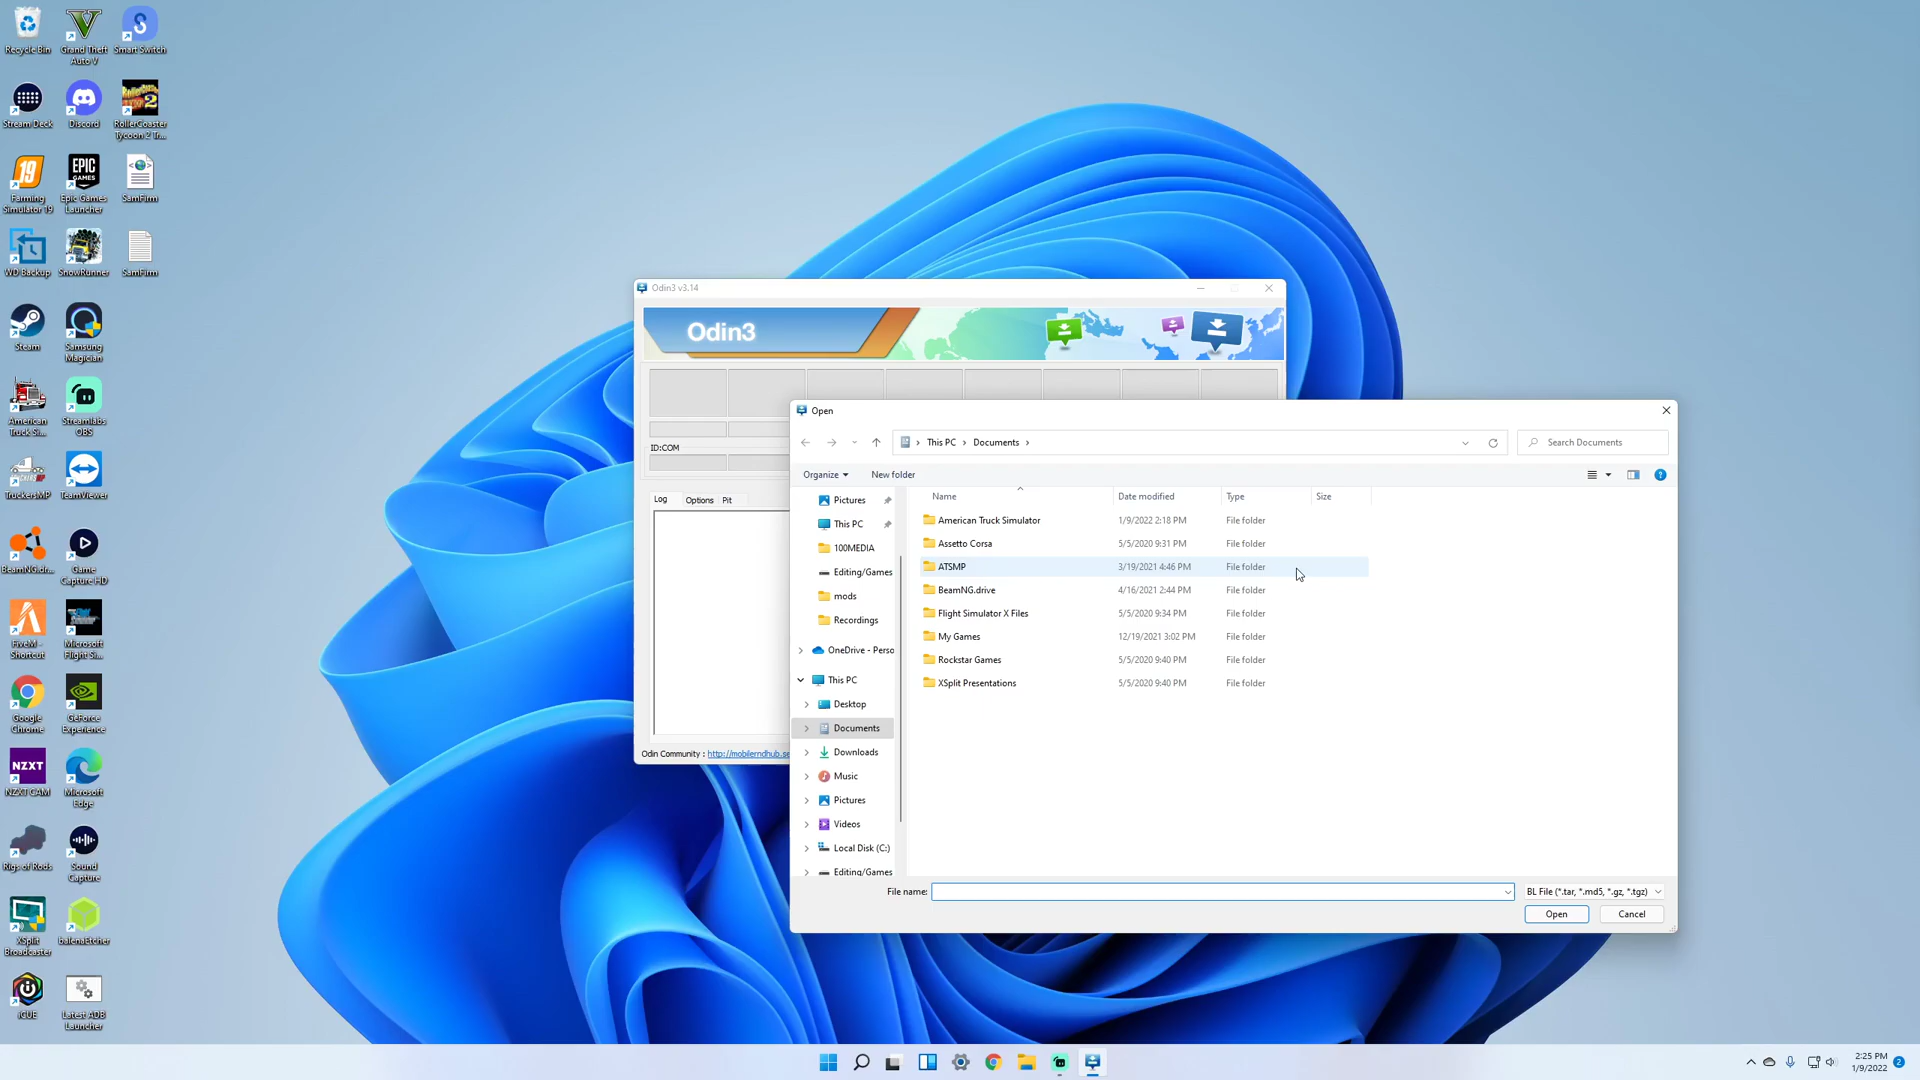 Recycle Bin
Grand Theft Auto V
Smart Switch
Stream Deck
Discord
RollerCoaster Tycoon 2 Tr...
Farming Simulator 19
Epic Games Launcher
SamFirm
WD Backup
SnowRunner
SamFirm
Steam
Samsung Magician
American Truck Si...
Streamlabs OBS
TruckersMP
TeamViewer
BeamNG.dr...
Game Capture HD
FiveM - Shortcut
Microsoft Flight Si...
Google Chrome
GeForce Experience
NZXT
NZXT CAM
Microsoft Edge
Rigs of Rods
Sound Capture
XSplit Broadcaster
balenaEtcher
iCUE
Latest ADB Launcher
Odin3 v3.14
Odin3
ID:COM
Log
Options
Pit
Odin Community : http://mobilerndhub.se
Open
This PC > Documents >
Search Documents
Organize
New folder
Pictures
This PC
100MEDIA
Editing/Games
mods
Recordings
OneDrive - Perso
This PC
Desktop
Documents
Downloads
Music
Pictures
Videos
Local Disk (C:)
Editing/Games
Name Date modified Type Size
American Truck Simulator 1/9/2022 2:18 PM File folder
Assetto Corsa 5/5/2020 9:31 PM File folder
ATSMP 3/19/2021 4:46 PM File folder
BeamNG.drive 4/16/2021 2:44 PM File folder
Flight Simulator X Files 5/5/2020 9:34 PM File folder
My Games 12/19/2021 3:02 PM File folder
Rockstar Games 5/5/2020 9:40 PM File folder
XSplit Presentations 5/5/2020 9:40 PM File folder
File name:
BL File (*.tar, *.md5, *.gz, *.tgz)
Open
Cancel
2:25 PM
1/9/2022
2